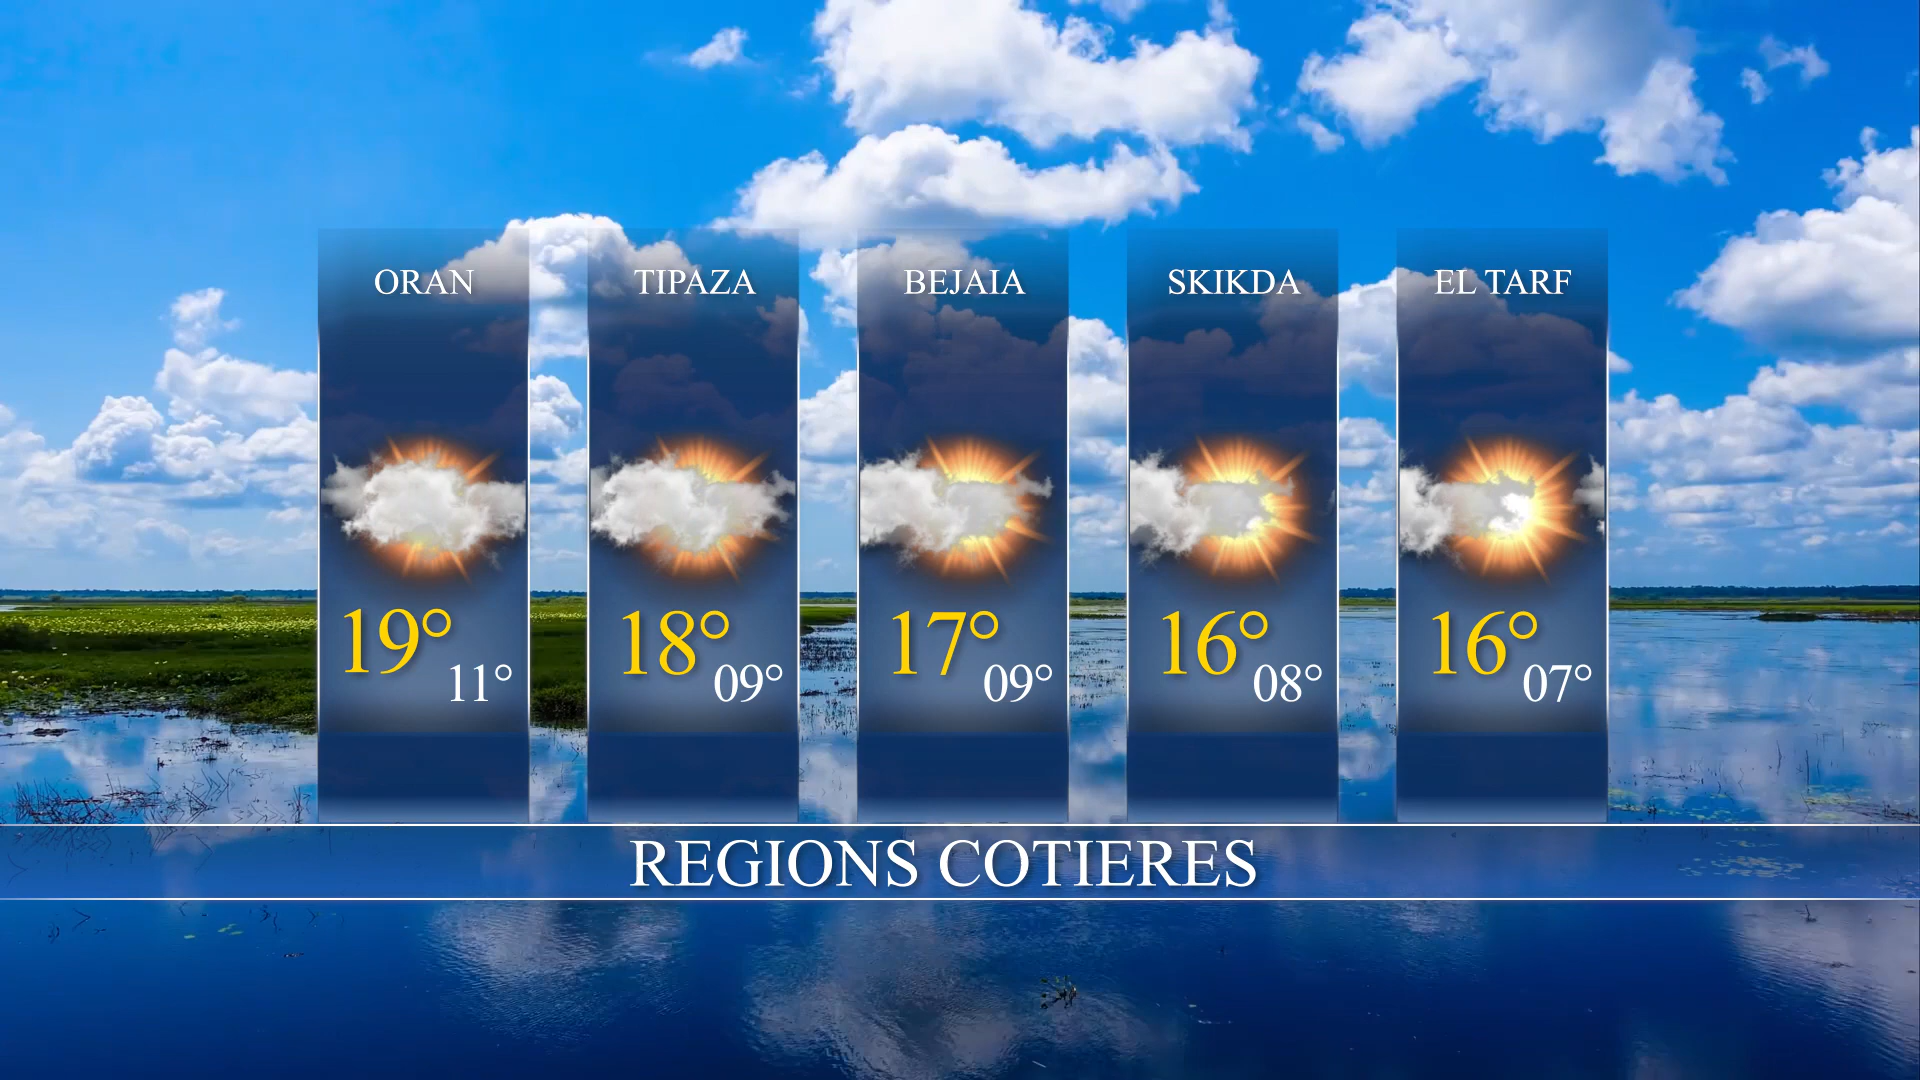 ORAN
TIPAZA
BEJAIA
SKIKDA
EL TARF
19°
11°
18°
09°
17°
09°
16°
08°
16°
07°
REGIONS COTIERES